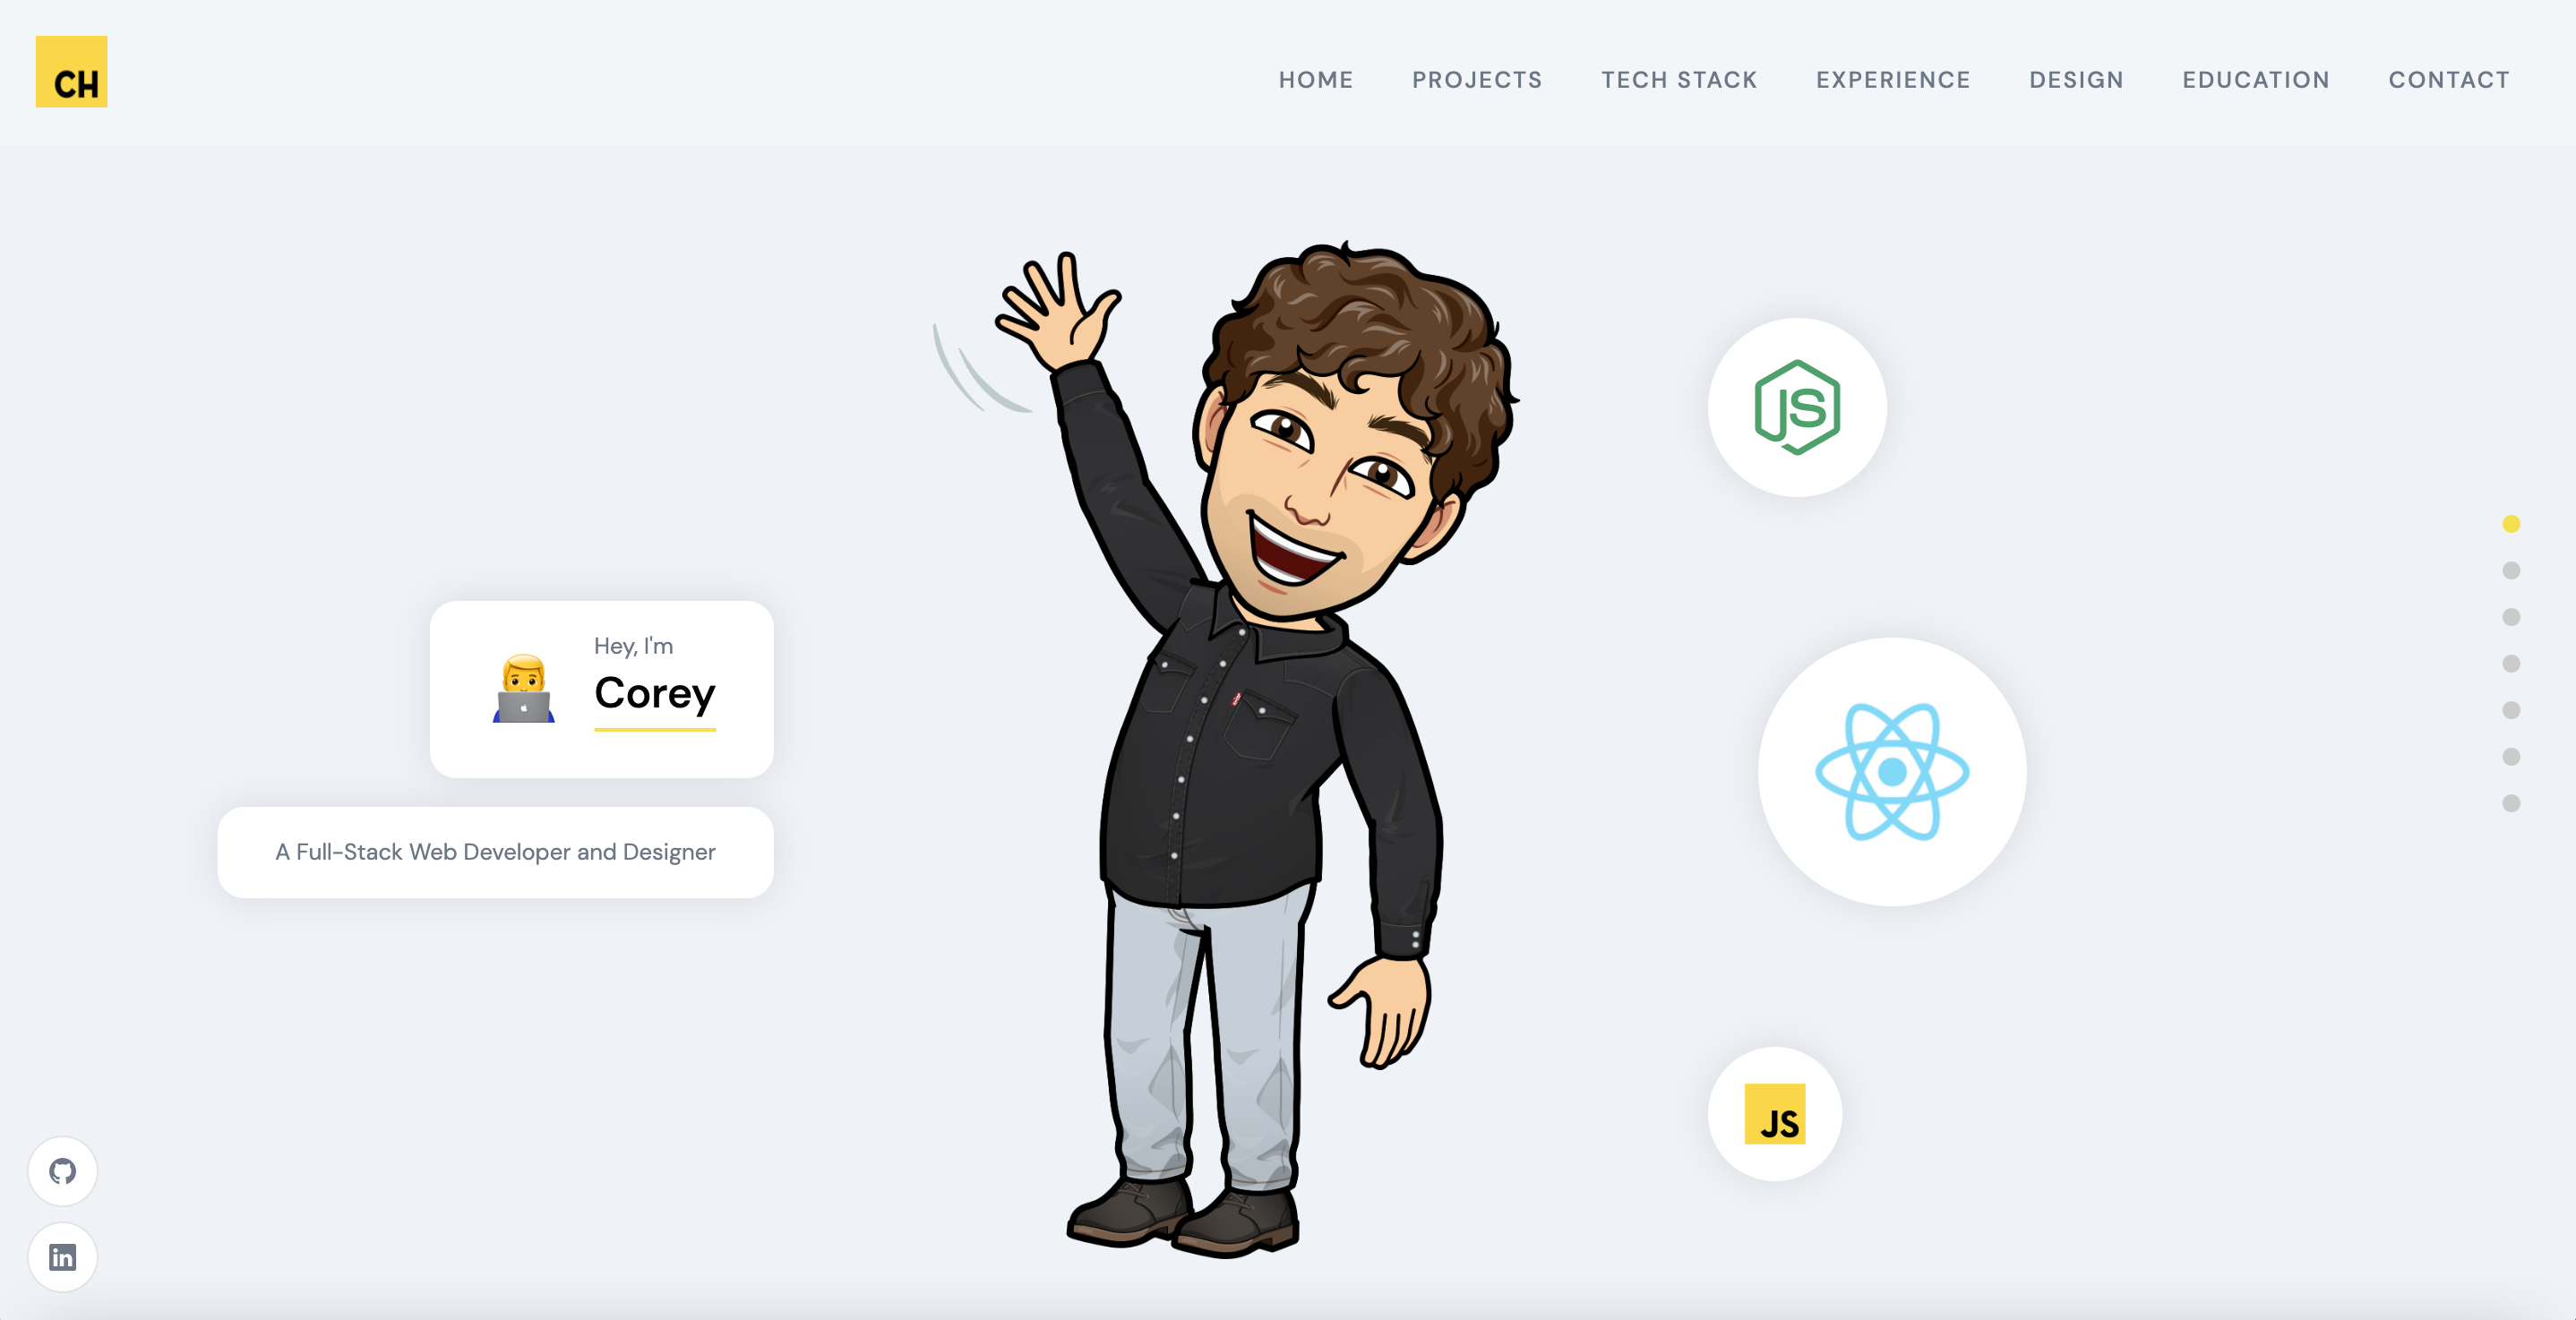 CH
HOME PROJECTS TECH STACK EXPERIENCE DESIGN EDUCATION CONTACT
Hey, I'm
Corey
A Full-Stack Web Developer and Designer
JS
JS
in